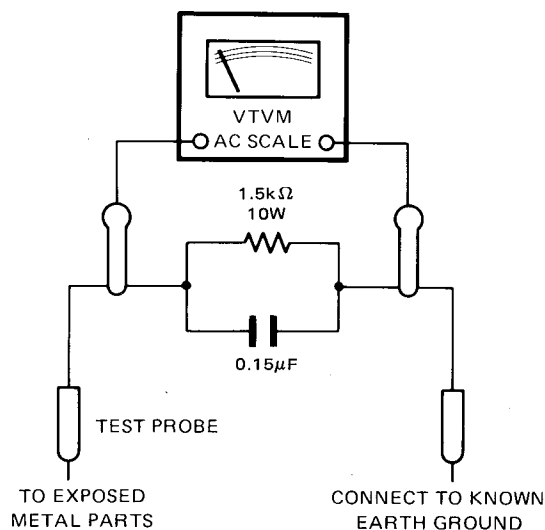 VTVM
AC SCALE
1.5kΩ
10W
0.15μF
TEST PROBE
TO EXPOSED
METAL PARTS
CONNECT TO KNOWN
EARTH GROUND